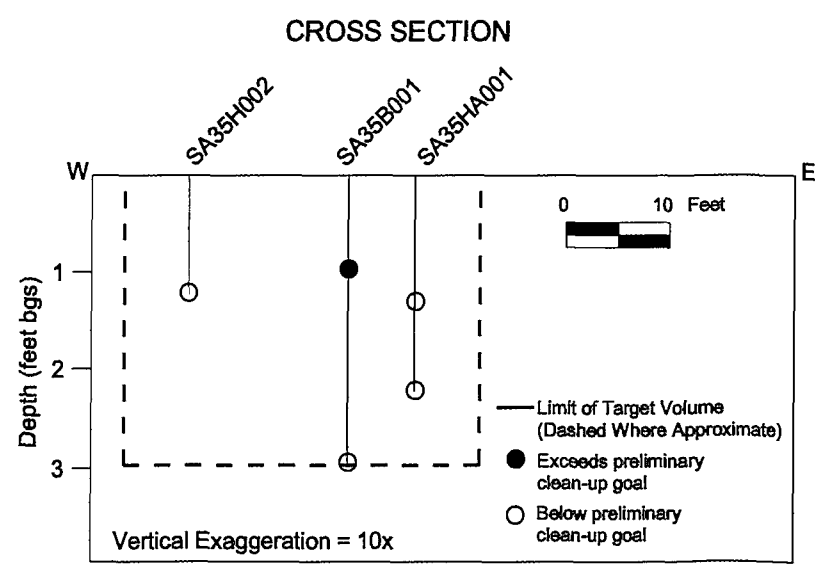 CROSS SECTION
SA35H002
SA35B001
SA35HA001
W
E
0 10 Feet
1
2
3
Depth (feet bgs)
Limit of Target Volume
(Dashed Where Approximate)
Exceeds preliminary
clean-up goal
Below preliminary
clean-up goal
Vertical Exaggeration = 10x